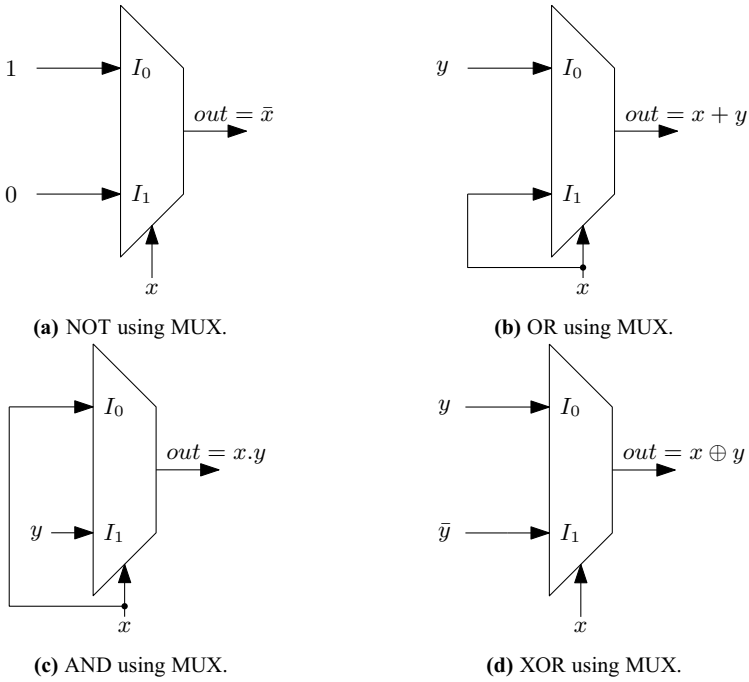 1
I₀
out = x̄
0
I₁
x
(a) NOT using MUX.
y
I₀
out = x + y
I₁
x
(b) OR using MUX.
I₀
out = x.y
y
I₁
x
(c) AND using MUX.
y
I₀
out = x ⊕ y
ȳ
I₁
x
(d) XOR using MUX.